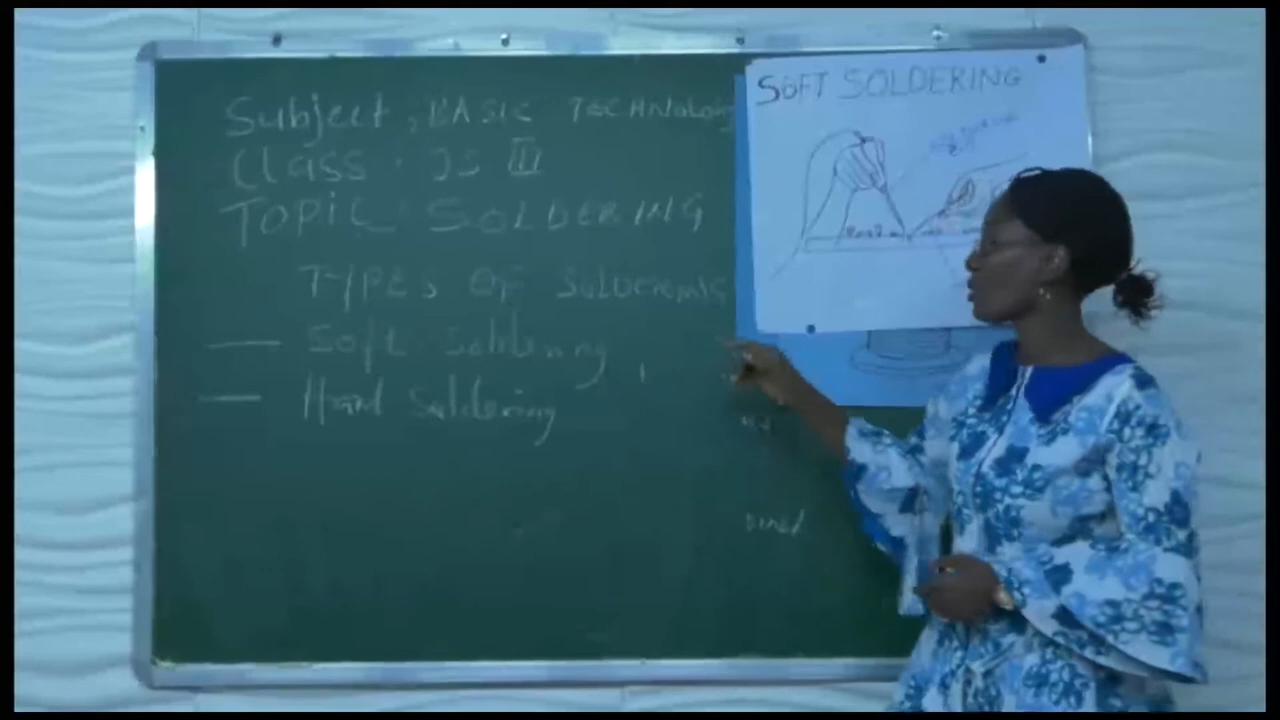 Subject: BASIC TECHNOLOGY
Class: JS III
TOPIC: SOLDERING
TYPES OF SOLDERING
— Soft Soldering
— Hard Soldering
SOFT SOLDERING